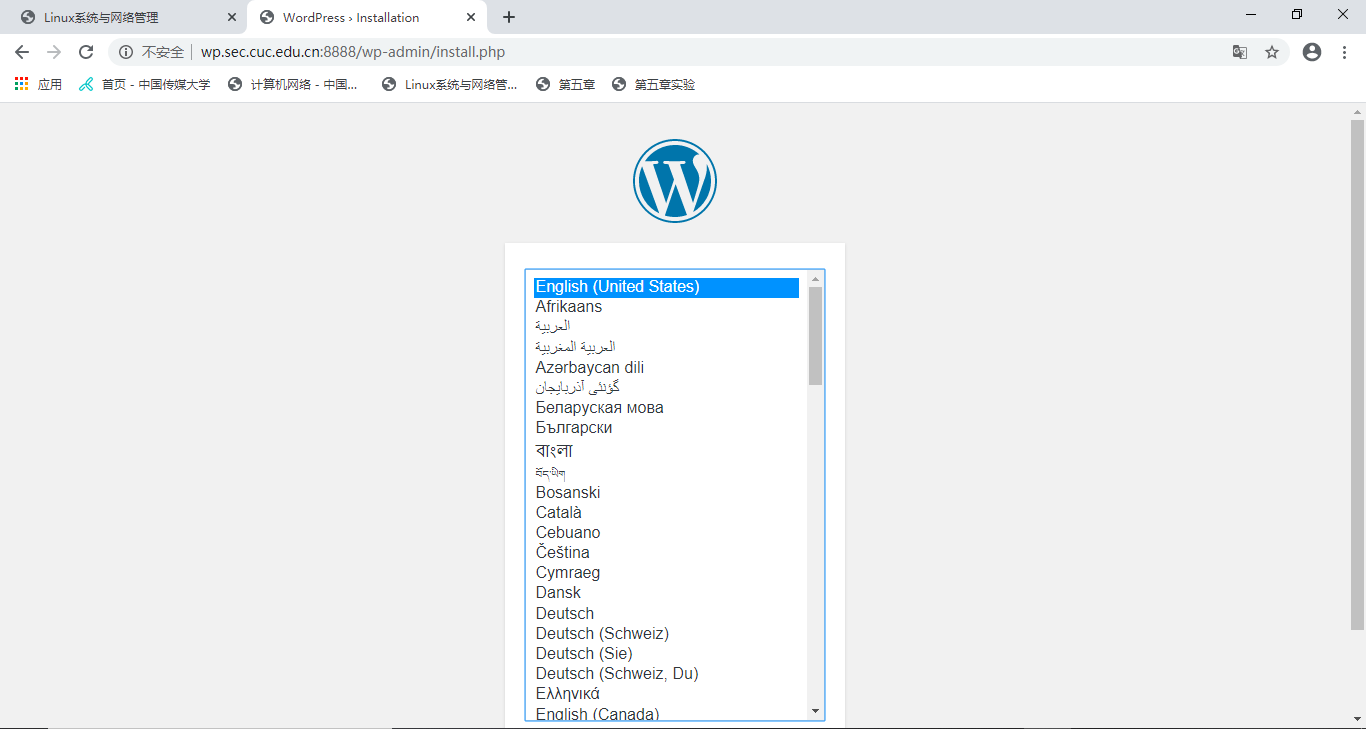 Linux系统与网络管理
WordPress › Installation
不安全
wp.sec.cuc.edu.cn:8888/wp-admin/install.php
应用
首页 - 中国传媒大学
计算机网络 - 中国...
Linux系统与网络管...
第五章
第五章实验
English (United States)
Afrikaans
العربية
العربية المغربية
Azərbaycan dili
گؤنئی آذربایجان
Беларуская мова
Български
বাংলা
བོད་ཡིག
Bosanski
Català
Cebuano
Čeština
Cymraeg
Dansk
Deutsch
Deutsch (Schweiz)
Deutsch (Sie)
Deutsch (Schweiz, Du)
Ελληνικά
English (Canada)